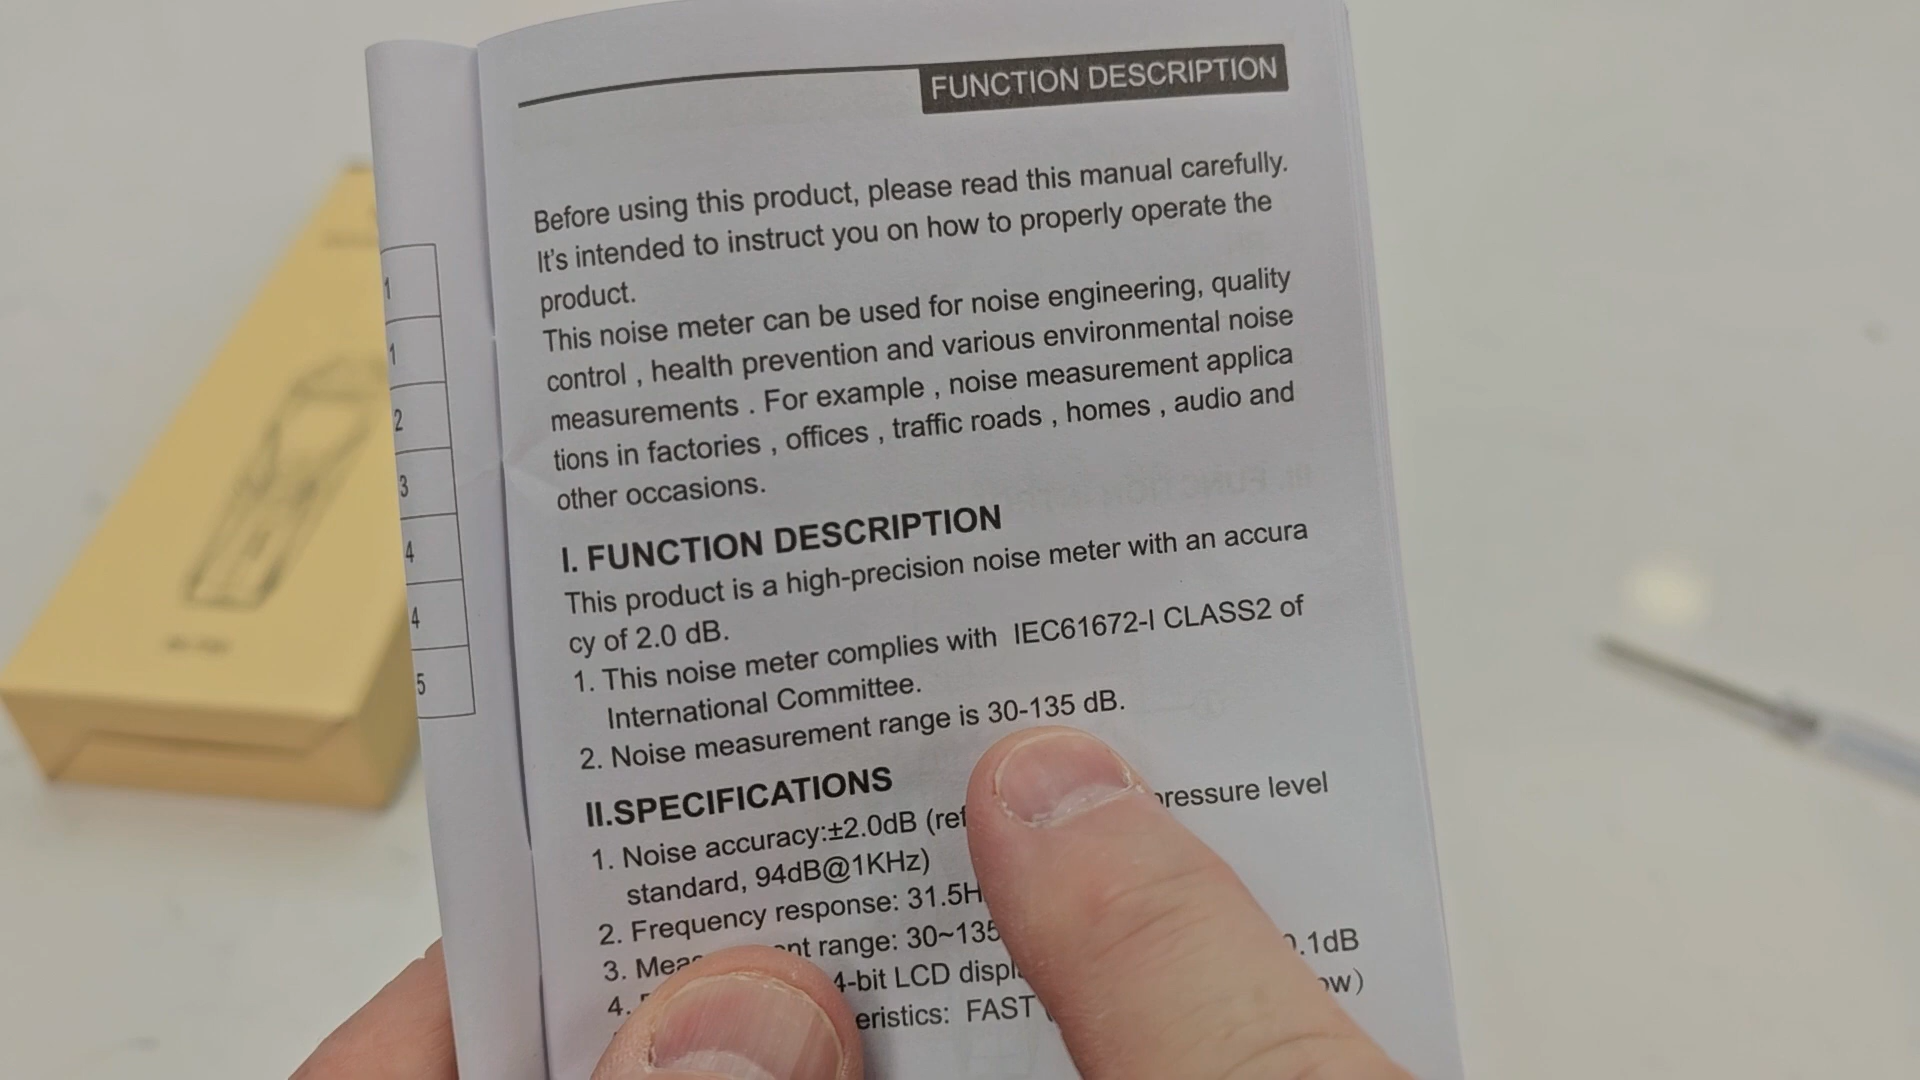 FUNCTION DESCRIPTION
Before using this product, please read this manual carefully.
It's intended to instruct you on how to properly operate the
product.
This noise meter can be used for noise engineering, quality
control , health prevention and various environmental noise
measurements . For example , noise measurement applica
tions in factories , offices , traffic roads , homes , audio and
other occasions.
I. FUNCTION DESCRIPTION
This product is a high-precision noise meter with an accura
cy of 2.0 dB.
1. This noise meter complies with IEC61672-I CLASS2 of
International Committee.
2. Noise measurement range is 30-135 dB.
II.SPECIFICATIONS
1. Noise accuracy:±2.0dB (ref
ressure level
standard, 94dB@1KHz)
2. Frequency response: 31.5H
3. Meas
nt range: 30~135
.1dB
4.
4-bit LCD displ
ow)
eristics: FAST
1
1
2
3
4
4
5